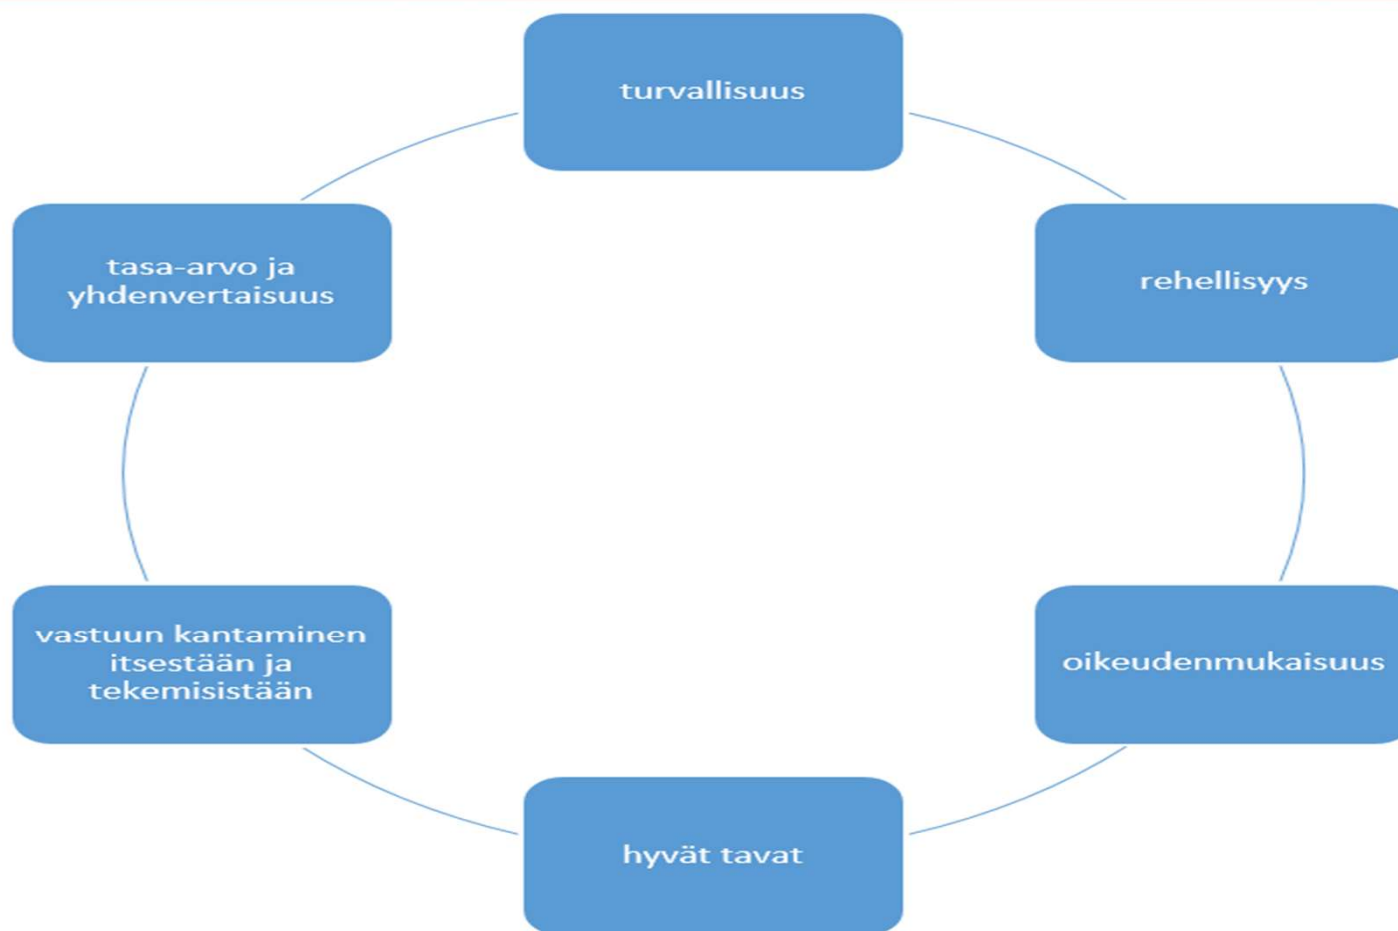 turvallisuus
rehellisyys
oikeudenmukaisuus
hyvät tavat
vastuun kantaminen
itsestään ja
tekemisistään
tasa-arvo ja
yhdenvertaisuus